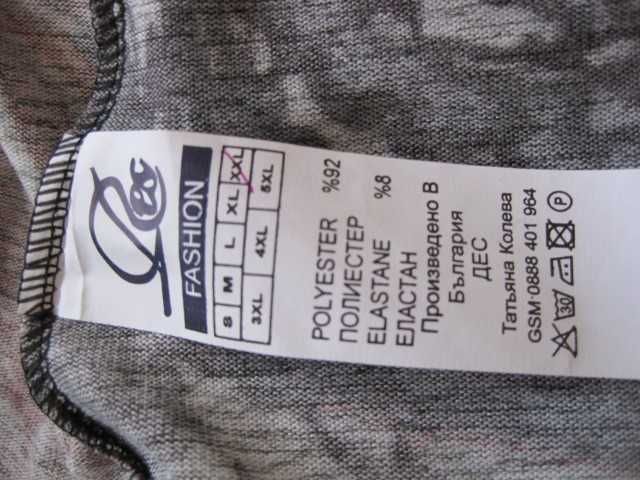 Des
FASHION
S M L XL XXL
3XL 4XL 5XL
POLYESTER %92
ПОЛИЕСТЕР
ELASTANE %8
ЕЛАСТАН
Произведено В
България
ДЕС
Татьяна Колева
GSM:0888 401 964
30 P